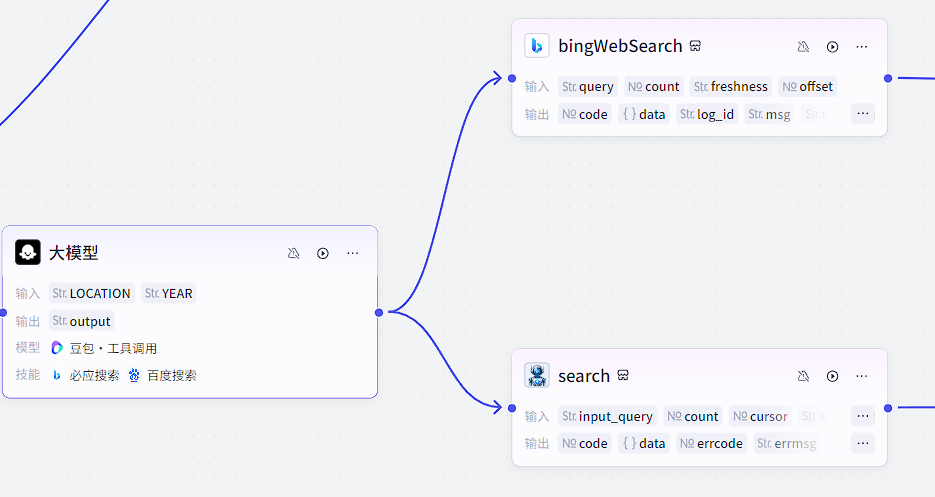 bingWebSearch
输入 Str. query № count Str. freshness № offset
输出 № code { } data Str. log_id Str. msg Str. ...
大模型 ...
输入 Str. LOCATION Str. YEAR
输出 Str. output
模型 豆包·工具调用
技能 必应搜索 百度搜索
search ...
输入 Str. input_query № count № cursor Str. ...
输出 № code { } data № errcode Str. errmsg ...